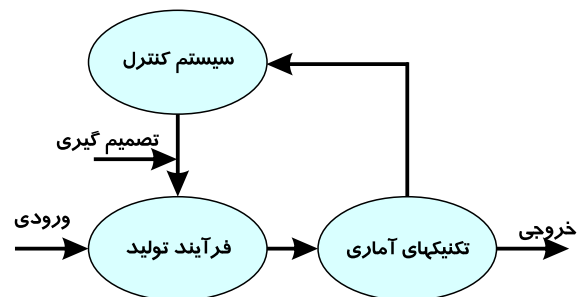 سیستم کنترل
تصمیم گیری
ورودی
فرآیند تولید
تکنیکهای آماری
خروجی